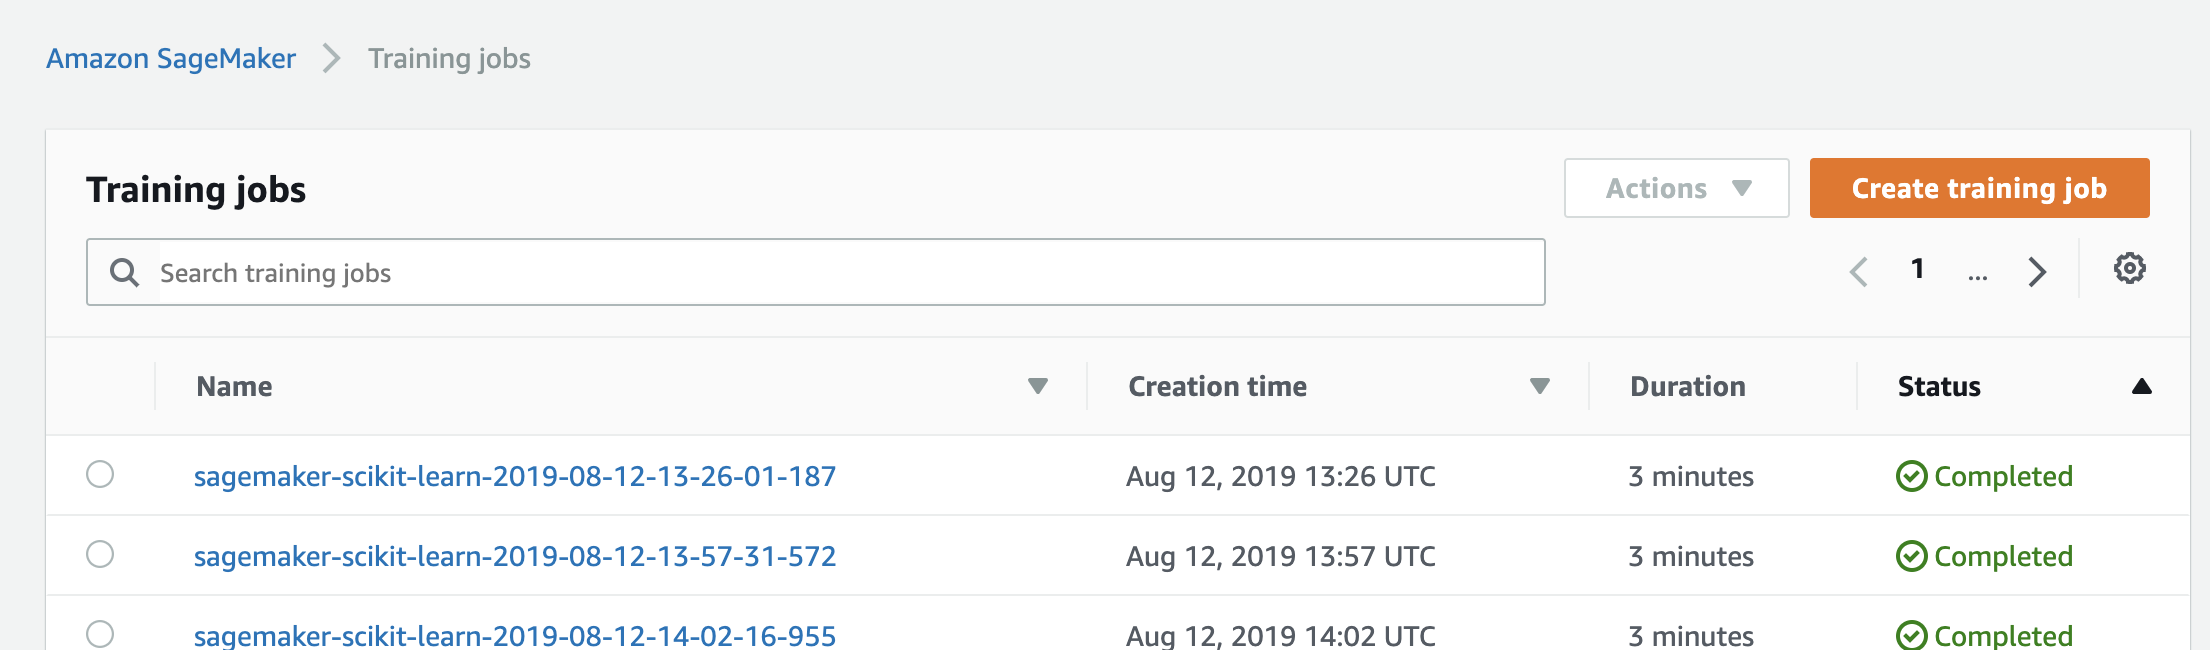 Amazon SageMaker > Training jobs
Training jobs
Actions
Create training job
Search training jobs
1 ...
Name Creation time Duration Status
sagemaker-scikit-learn-2019-08-12-13-26-01-187 Aug 12, 2019 13:26 UTC 3 minutes Completed
sagemaker-scikit-learn-2019-08-12-13-57-31-572 Aug 12, 2019 13:57 UTC 3 minutes Completed
sagemaker-scikit-learn-2019-08-12-14-02-16-955 Aug 12, 2019 14:02 UTC 3 minutes Completed